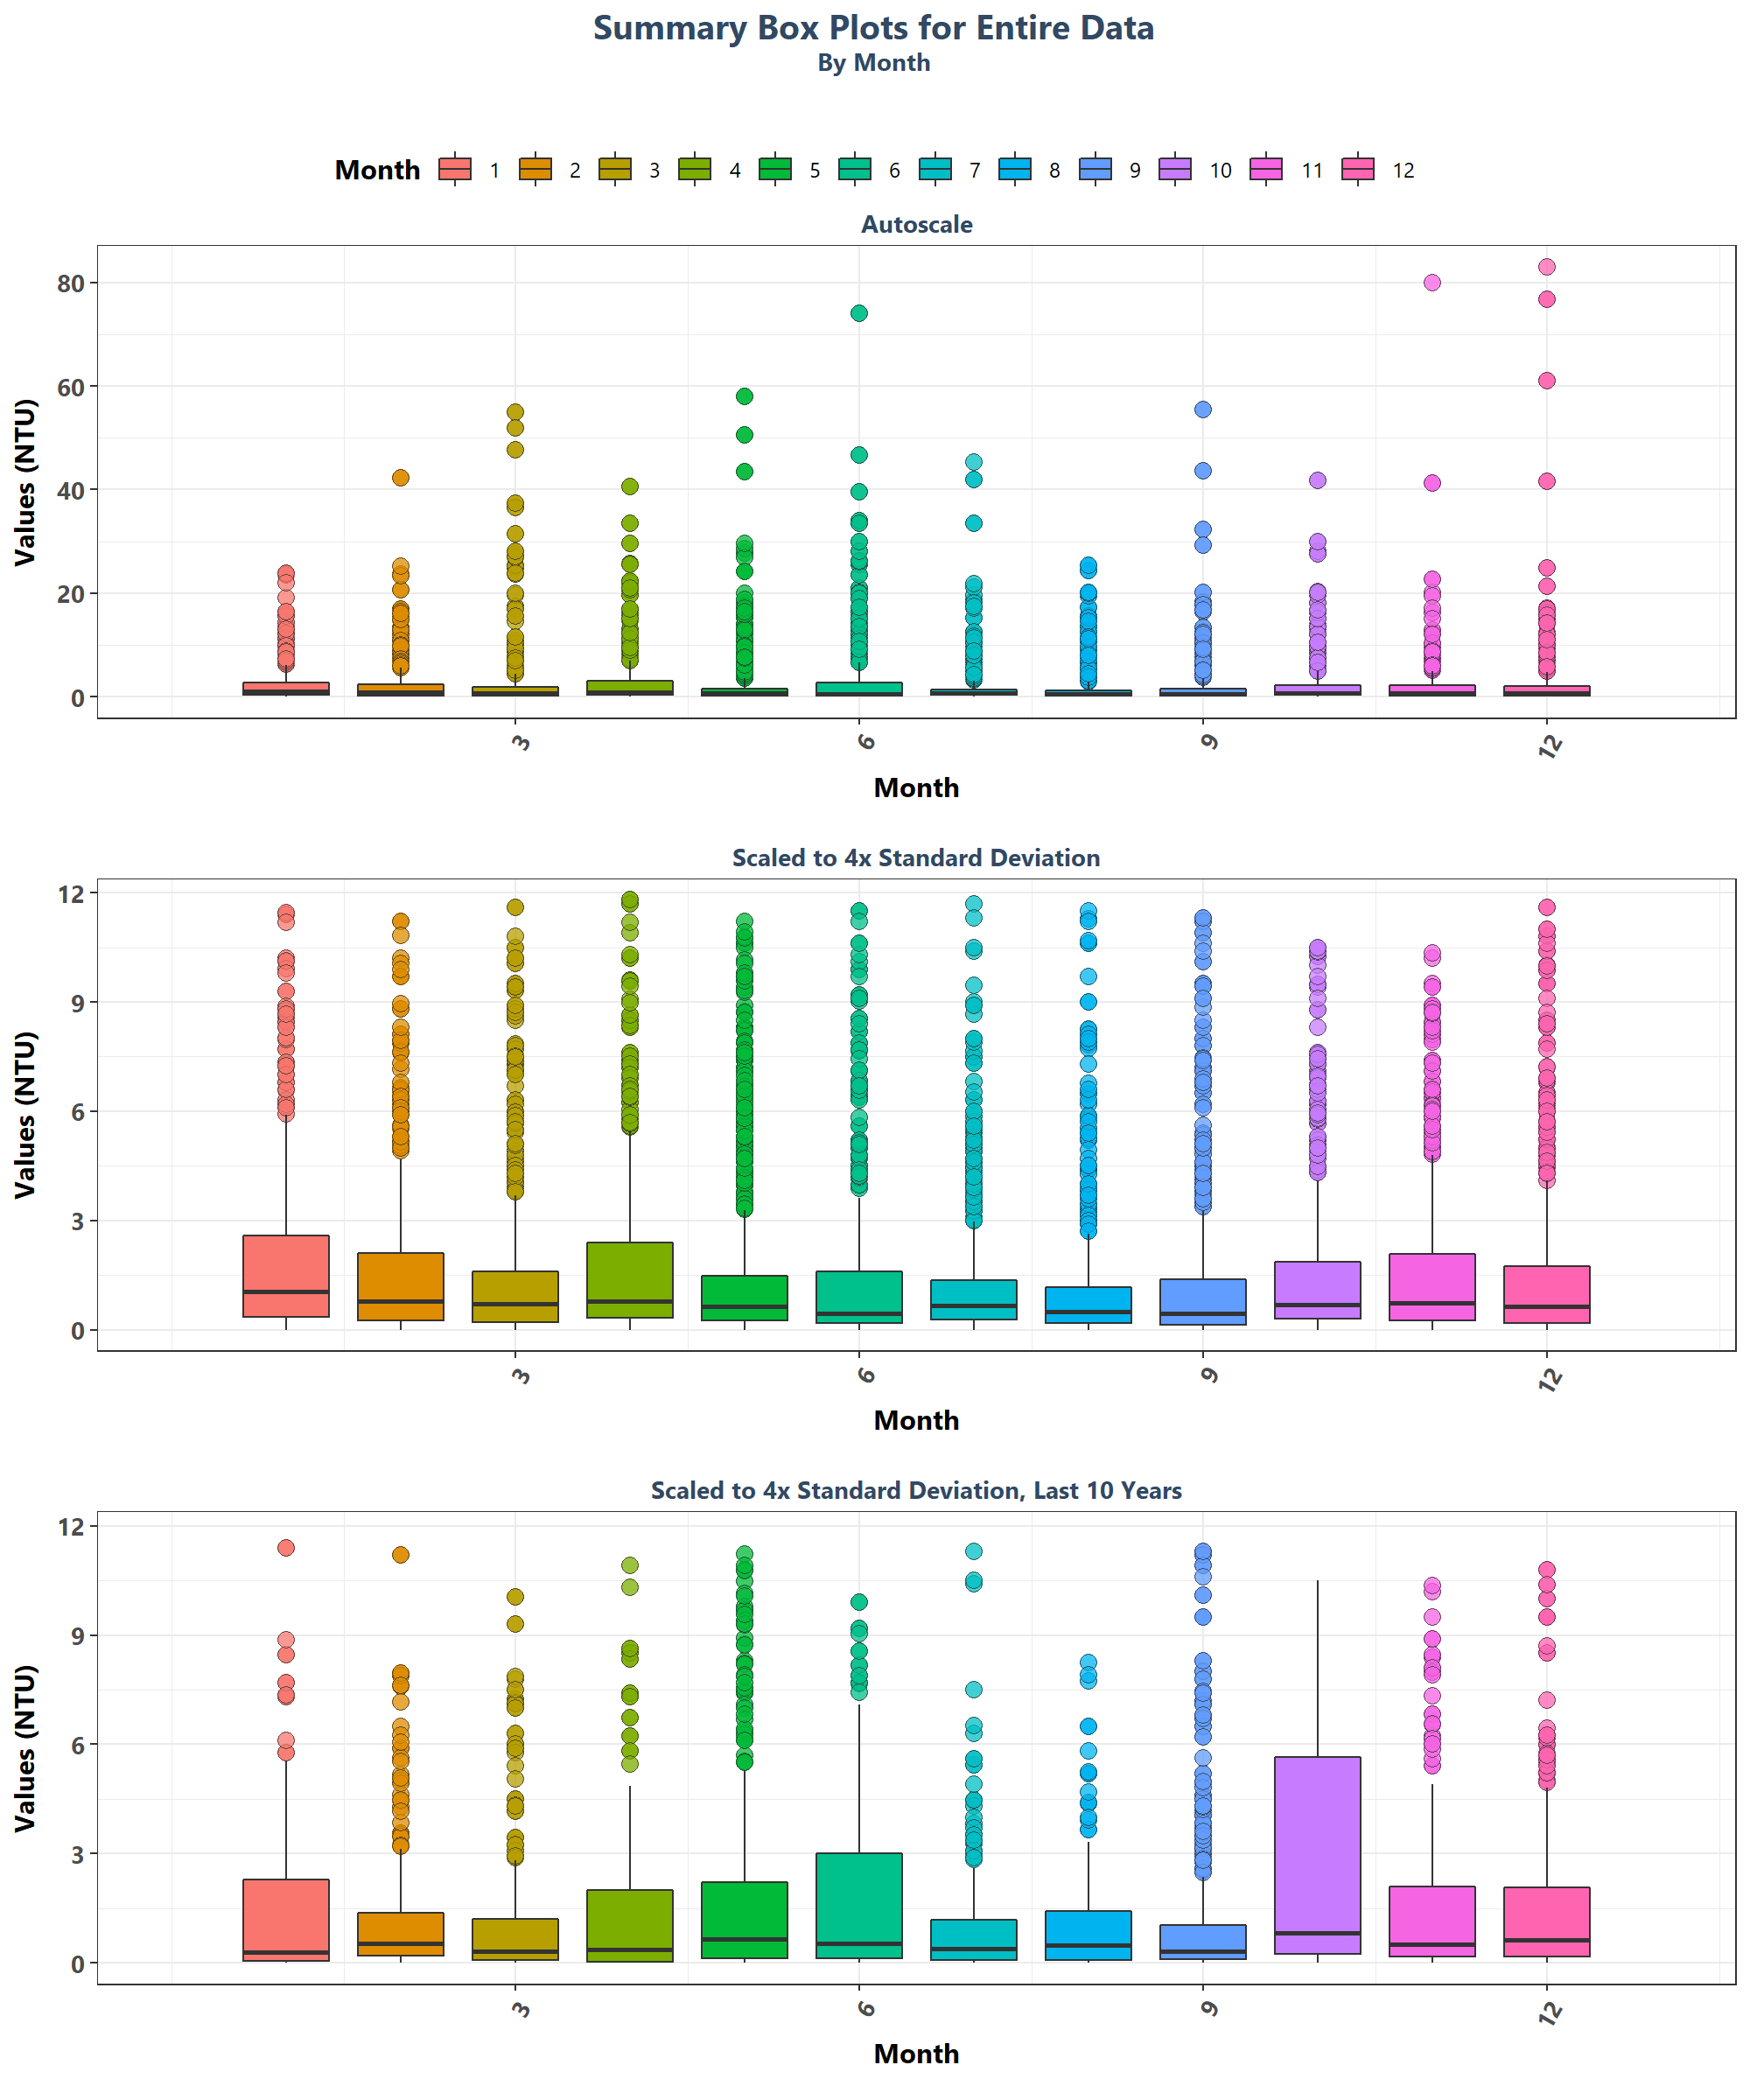 Summary Box Plots for Entire Data
By Month
Month 1 2 3 4 5 6 7 8 9 10 11 12
Autoscale
Values (NTU)
80
60
40
20
0
3 6 9 12
Month
Scaled to 4x Standard Deviation
Values (NTU)
12
9
6
3
0
3 6 9 12
Month
Scaled to 4x Standard Deviation, Last 10 Years
Values (NTU)
12
9
6
3
0
3 6 9 12
Month